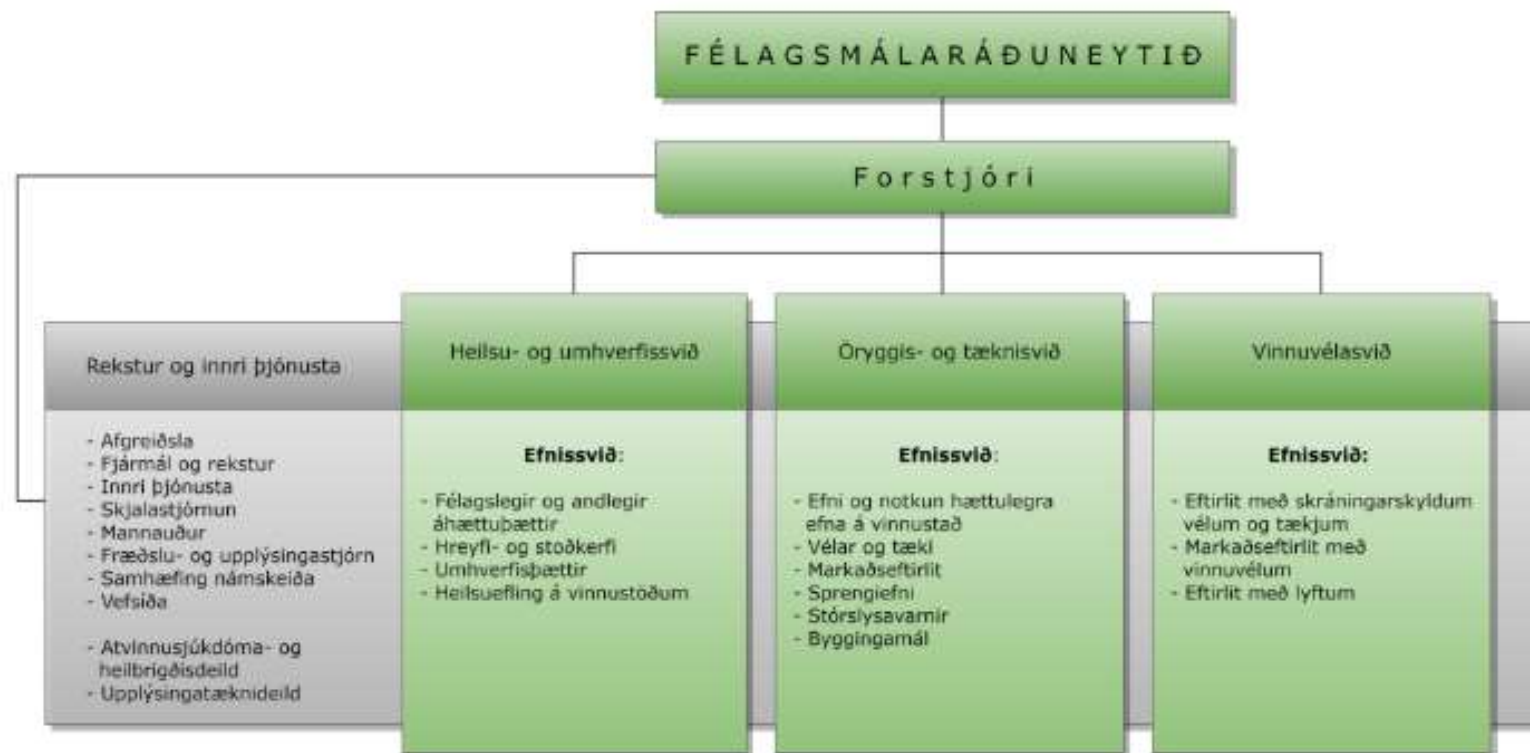 FÉLAGSMÁLARÁÐUNEYTIÐ
Forstjóri
Rekstur og innri þjónusta
- Afgreiðsla
- Fjármál og rekstur
- Innri þjónusta
- Skjalastjórnun
- Mannauður
- Fræðslu- og upplýsingastjórn
- Samhæfing námskeiða
- Vefsíða
- Atvinnusjúkdóma- og
heilbrigðisdeild
- Upplýsingatæknideild
Heilsu- og umhverfissvið
Efnissvið:
- Félagslegir og andlegir
áhættuþættir
- Hreyfi- og stoðkerfi
- Umhverfisþættir
- Heilsuefling á vinnustöðum
Öryggis- og tæknisvið
Efnissvið:
- Efni og notkun hættulegra
efna á vinnustað
- Vélar og tæki
- Markaðseftirlit
- Sprengiefni
- Stórslysavarnir
- Byggingamál
Vinnuvélasvið
Efnissvið:
- Eftirlit með skráningarskyldum
vélum og tækjum
- Markaðseftirlit með
vinnuvélum
- Eftirlit með lyftum